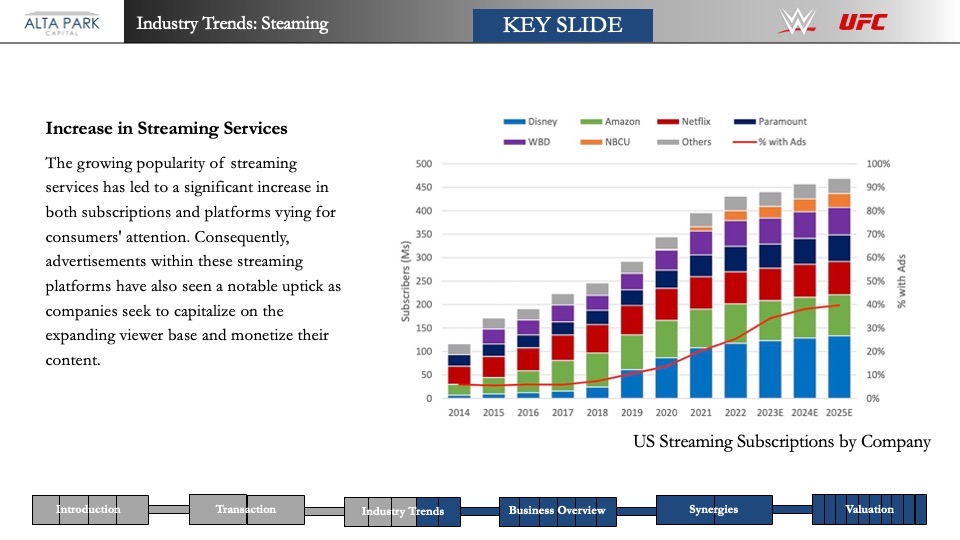 ALTA PARK
CAPITAL
Industry Trends: Steaming
KEY SLIDE
W
UFC
Increase in Streaming Services
The growing popularity of streaming
services has led to a significant increase in
both subscriptions and platforms vying for
consumers' attention. Consequently,
advertisements within these streaming
platforms have also seen a notable uptick as
companies seek to capitalize on the
expanding viewer base and monetize their
content.
Disney Amazon Netflix Paramount
WBD NBCU Others % with Ads
500 100%
450 90%
400 80%
350 70%
300 60%
250 50%
200 40%
150 30%
100 20%
50 10%
0 0%
Subscribers (Ms)
% with Ads
2014 2015 2016 2017 2018 2019 2020 2021 2022 2023E 2024E 2025E
US Streaming Subscriptions by Company
Introduction Transaction Industry Trends Business Overview Synergies Valuation